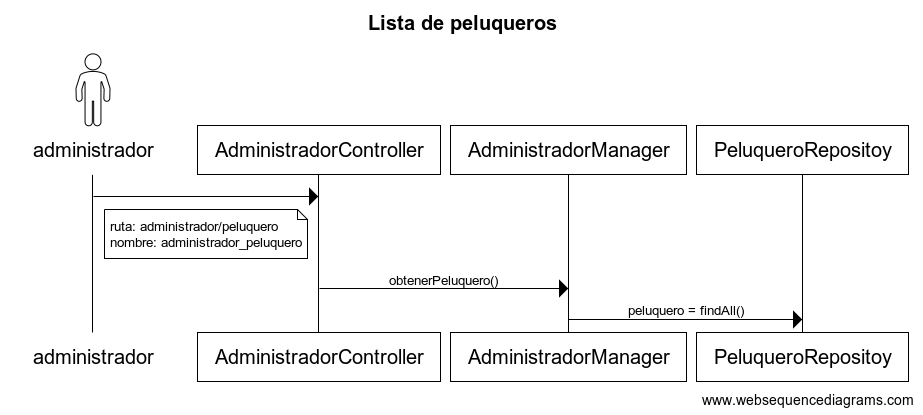 Lista de peluqueros
administrador
AdministradorController
AdministradorManager
PeluqueroRepositoy
ruta: administrador/peluquero
nombre: administrador_peluquero
obtenerPeluquero()
peluquero = findAll()
administrador
AdministradorController
AdministradorManager
PeluqueroRepositoy
www.websequencediagrams.com